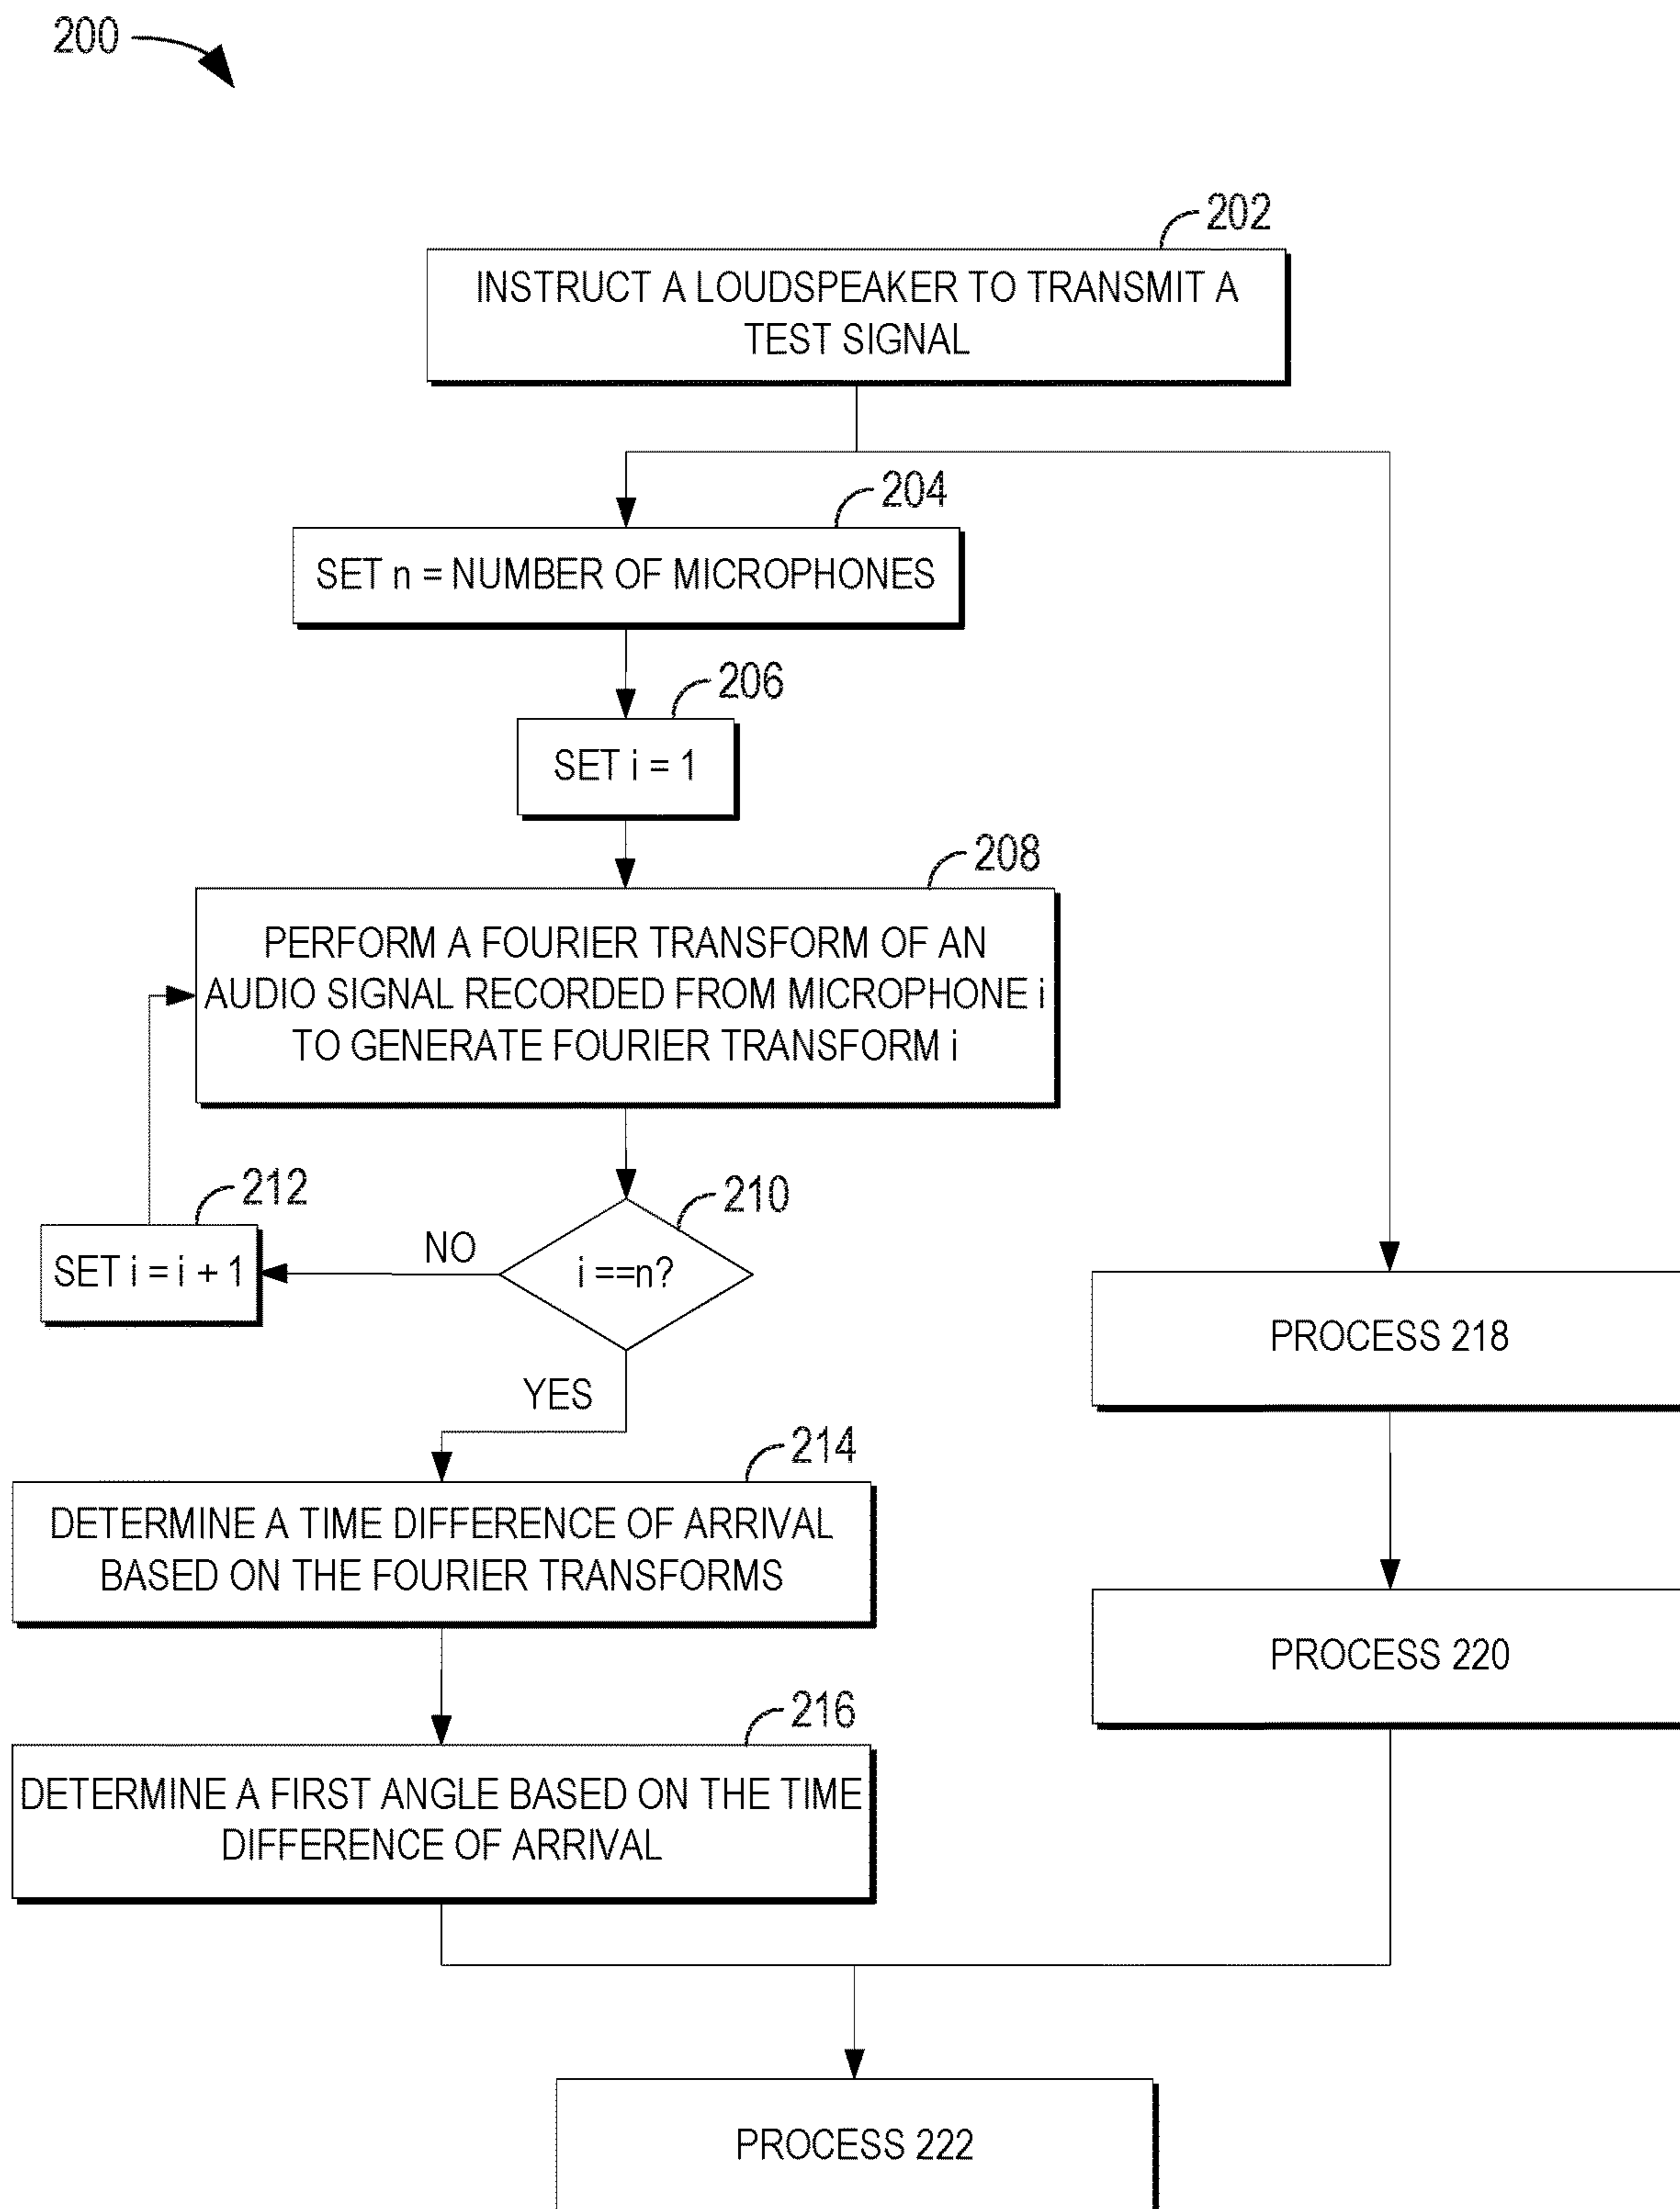 200
202
INSTRUCT A LOUDSPEAKER TO TRANSMIT A
TEST SIGNAL
204
SET n = NUMBER OF MICROPHONES
206
SET i = 1
208
PERFORM A FOURIER TRANSFORM OF AN
AUDIO SIGNAL RECORDED FROM MICROPHONE i
TO GENERATE FOURIER TRANSFORM i
212
SET i = i + 1
NO
210
i ==n?
YES
214
DETERMINE A TIME DIFFERENCE OF ARRIVAL
BASED ON THE FOURIER TRANSFORMS
216
DETERMINE A FIRST ANGLE BASED ON THE TIME
DIFFERENCE OF ARRIVAL
PROCESS 218
PROCESS 220
PROCESS 222